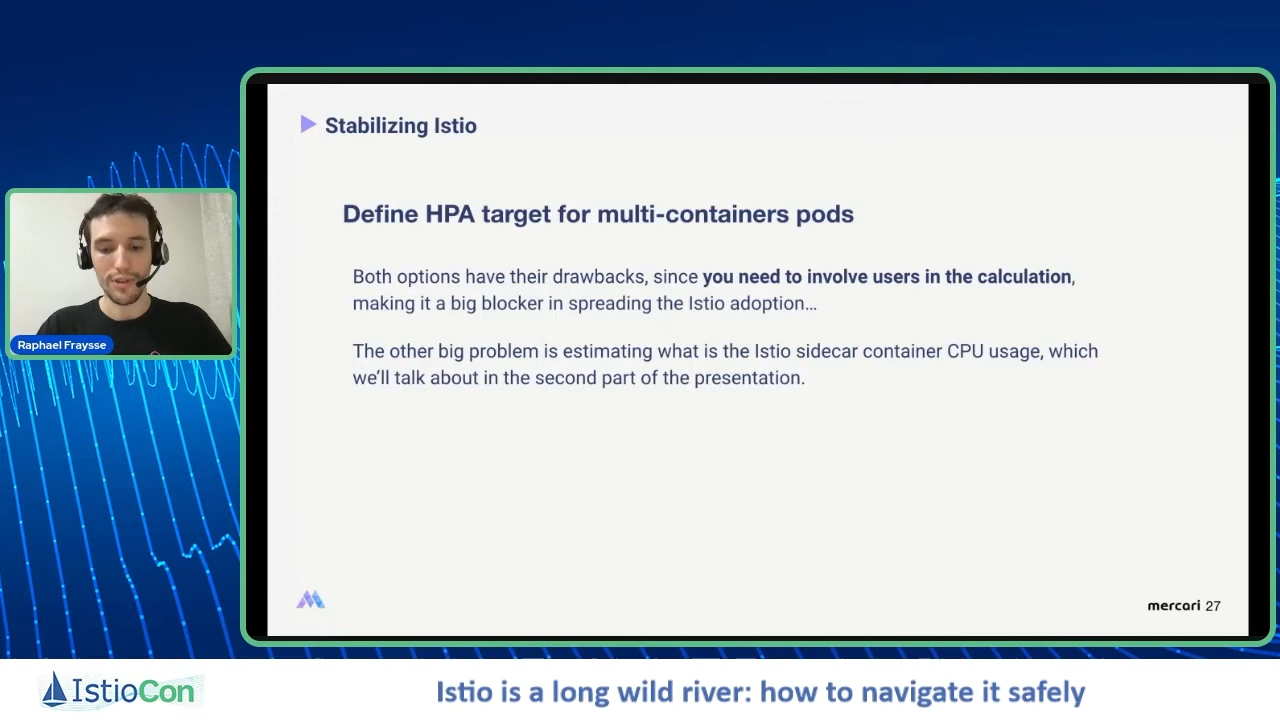 Stabilizing Istio
Define HPA target for multi-containers pods
Both options have their drawbacks, since you need to involve users in the calculation,
making it a big blocker in spreading the Istio adoption…
The other big problem is estimating what is the Istio sidecar container CPU usage, which
we'll talk about in the second part of the presentation.
Raphael Fraysse
mercari 27
IstioCon
Istio is a long wild river: how to navigate it safely